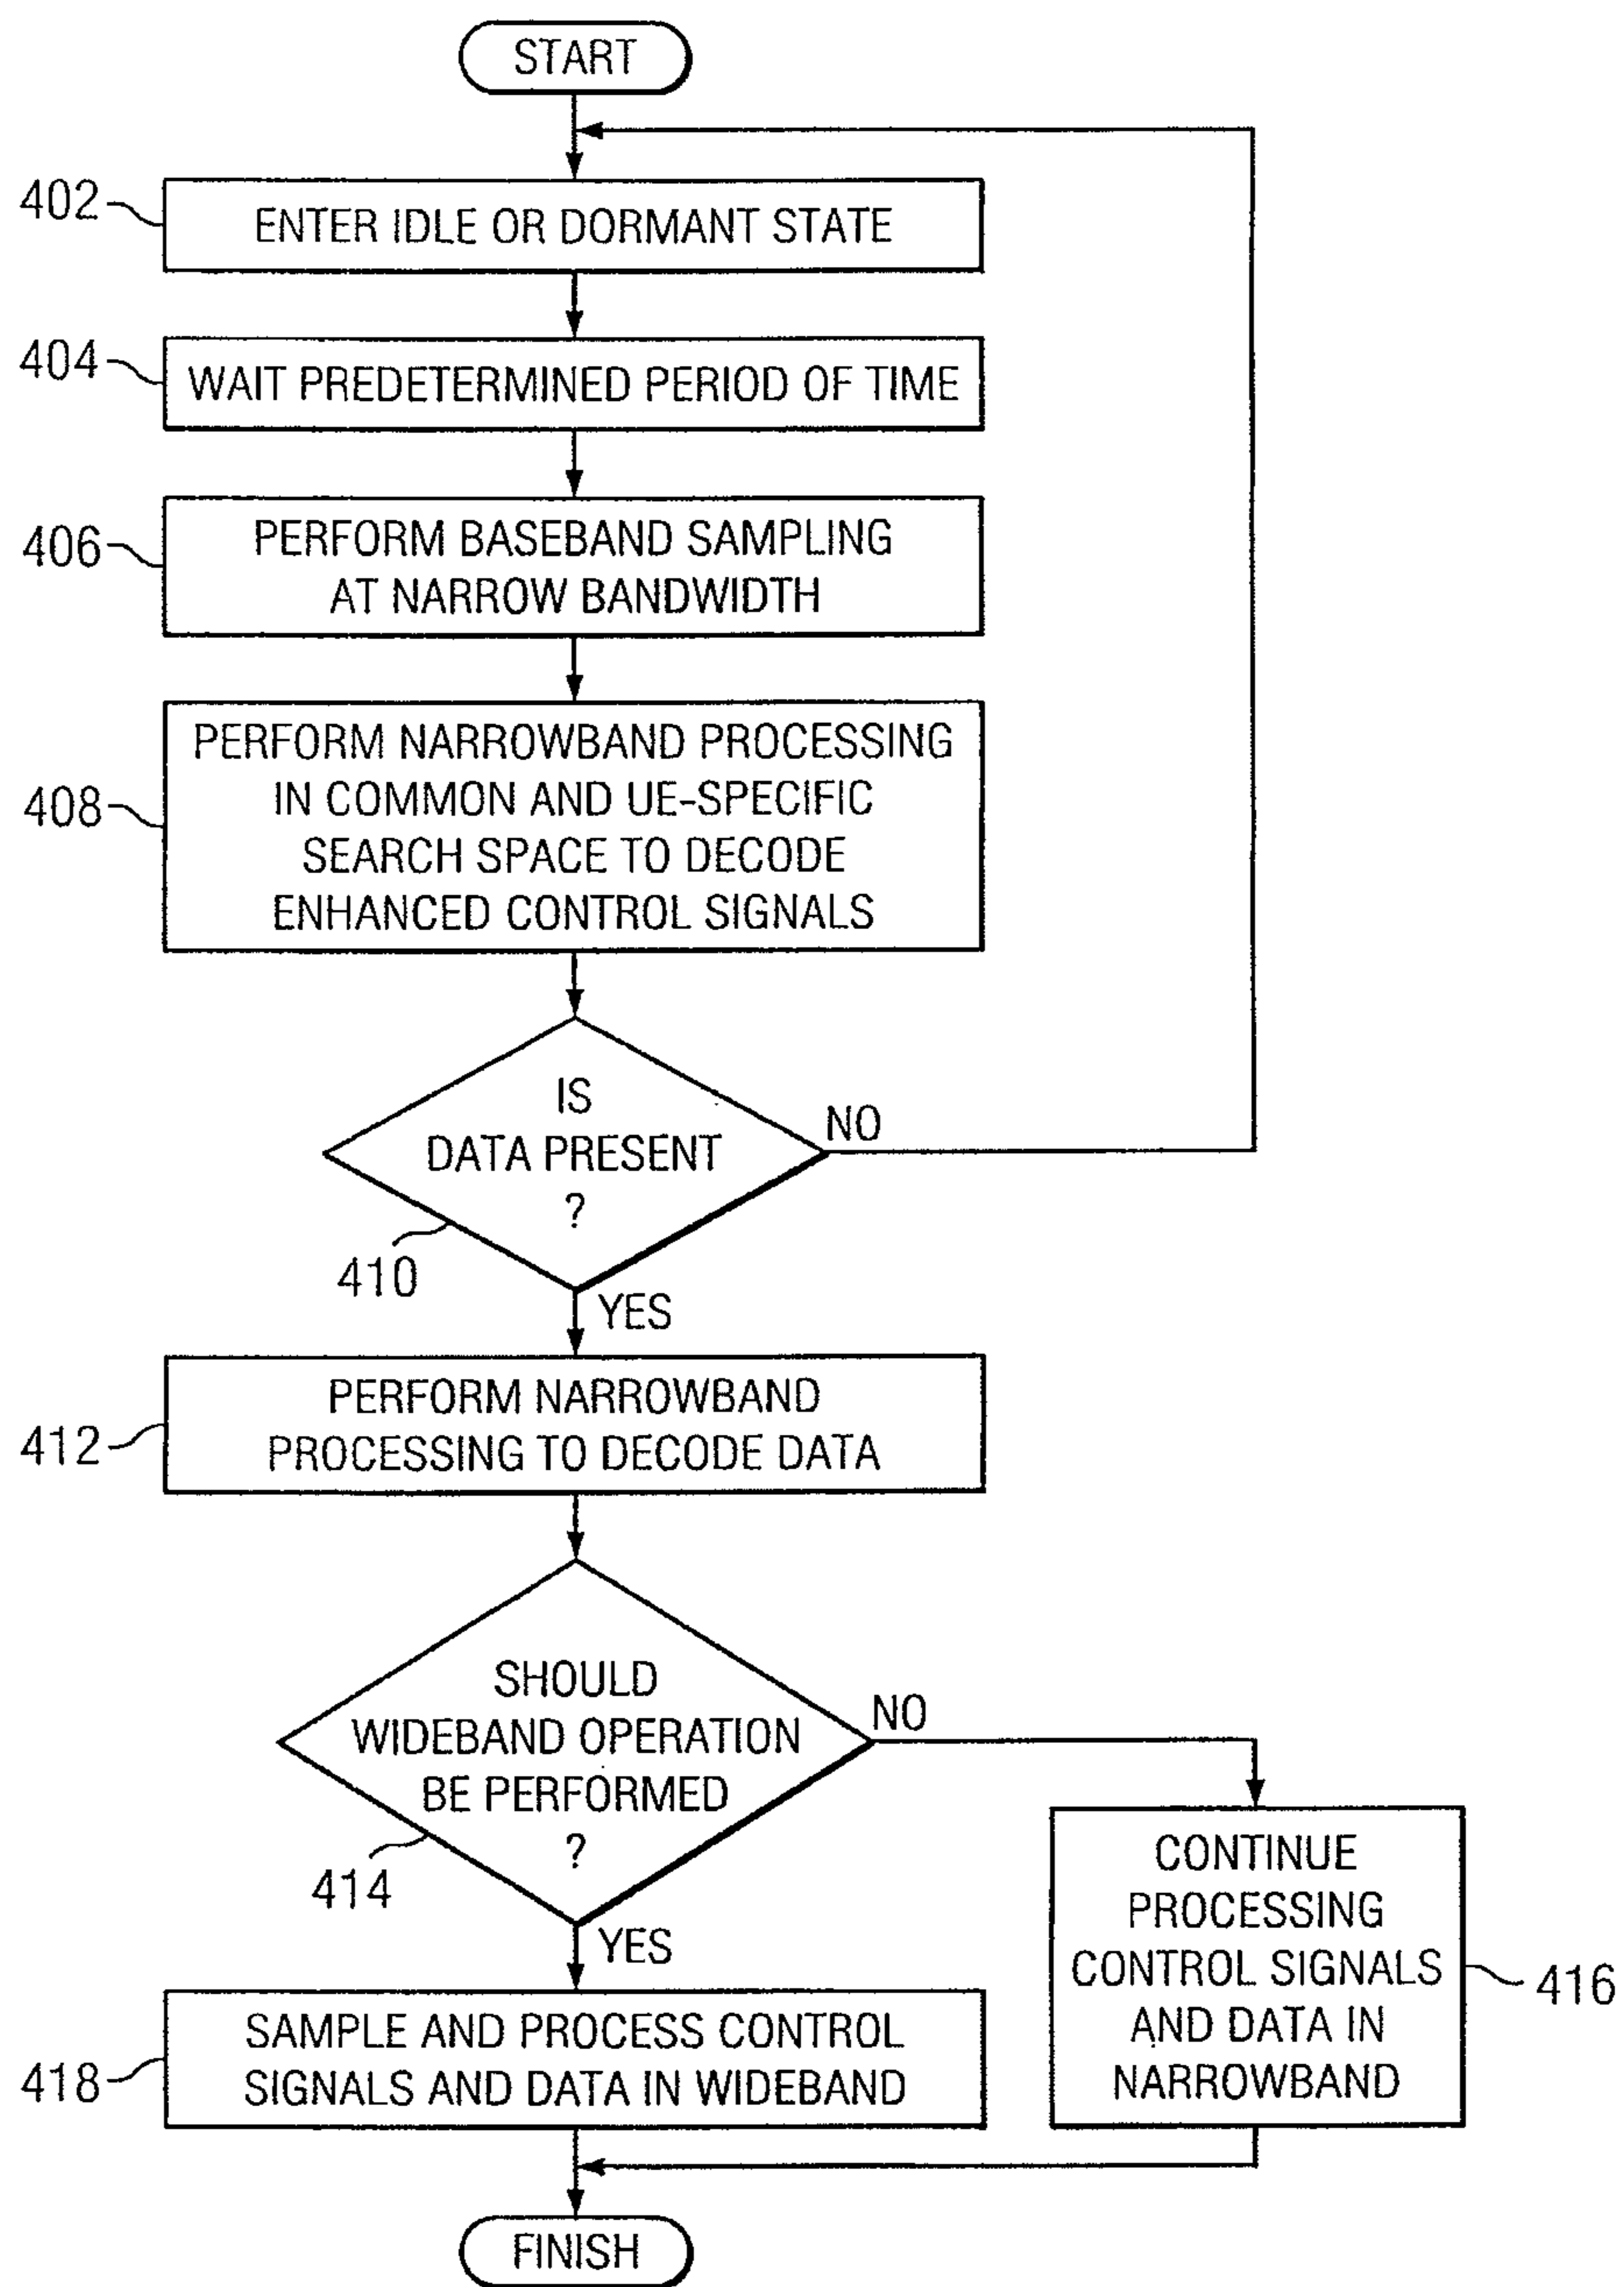 START
402
ENTER IDLE OR DORMANT STATE
404
WAIT PREDETERMINED PERIOD OF TIME
406
PERFORM BASEBAND SAMPLING
AT NARROW BANDWIDTH
408
PERFORM NARROWBAND PROCESSING
IN COMMON AND UE-SPECIFIC
SEARCH SPACE TO DECODE
ENHANCED CONTROL SIGNALS
IS
DATA PRESENT
?
NO
410
YES
412
PERFORM NARROWBAND
PROCESSING TO DECODE DATA
SHOULD
WIDEBAND OPERATION
BE PERFORMED
?
NO
414
YES
CONTINUE
PROCESSING
CONTROL SIGNALS
AND DATA IN
NARROWBAND
416
418
SAMPLE AND PROCESS CONTROL
SIGNALS AND DATA IN WIDEBAND
FINISH